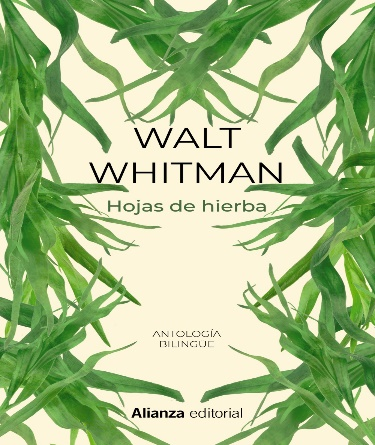 WALT
WHITMAN
Hojas de hierba
ANTOLOGÍA
BILINGÜE
Alianza editorial